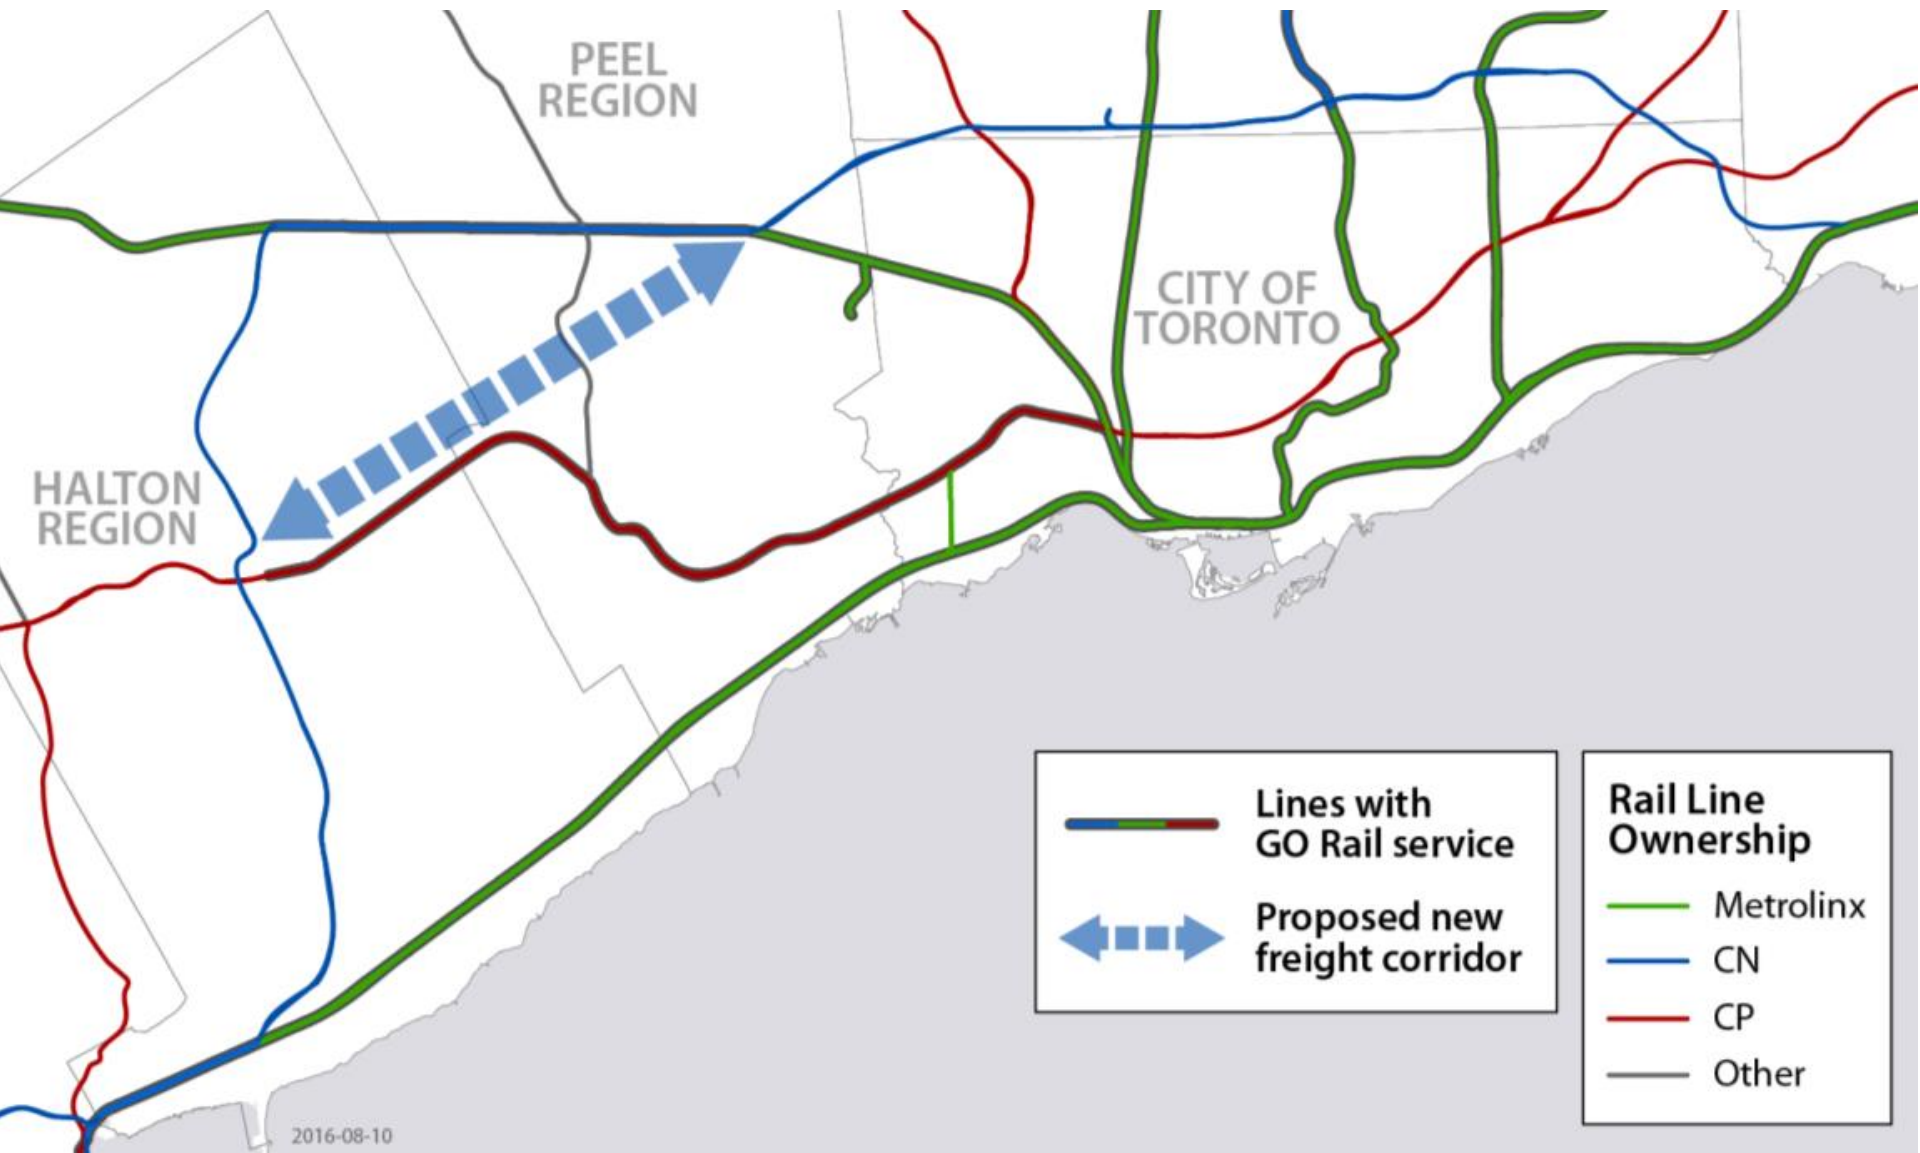 PEEL
REGION
CITY OF
TORONTO
HALTON
REGION
Lines with
GO Rail service
Proposed new
freight corridor
Rail Line
Ownership
Metrolinx
CN
CP
Other
2016-08-10